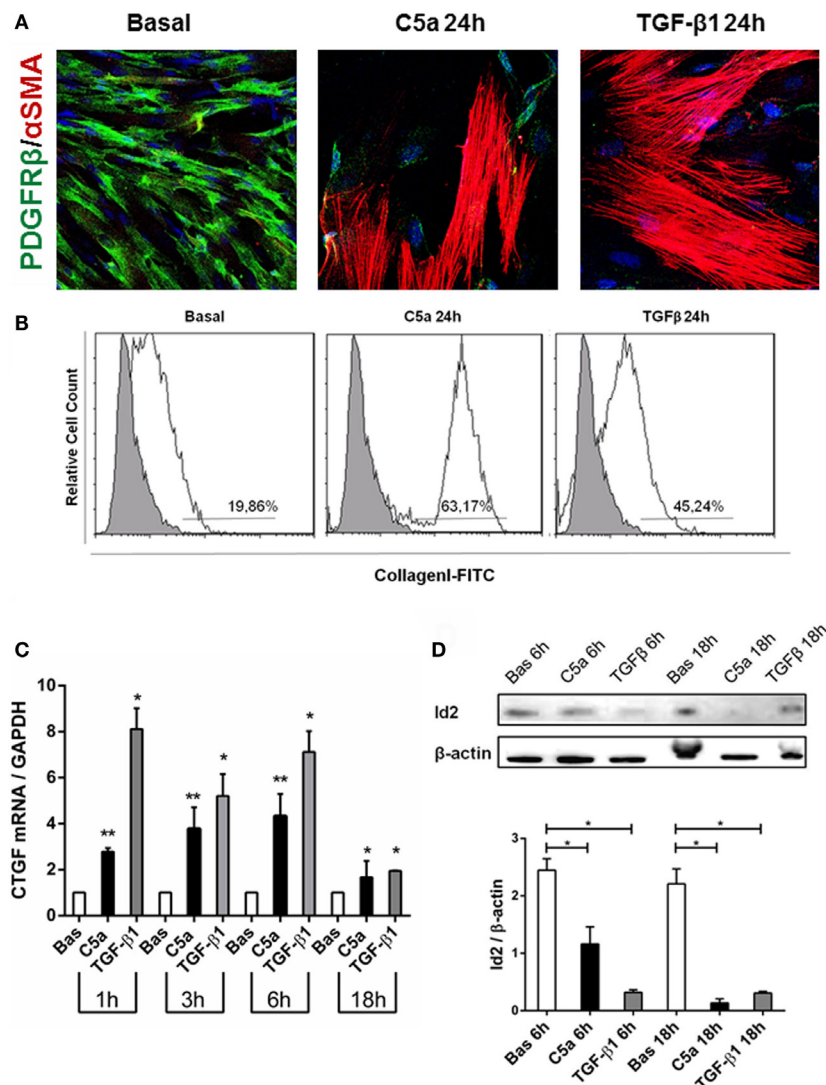 A
Basal
C5a 24h
TGF-β1 24h
PDGFRβ/αSMA
B
Basal
C5a 24h
TGFβ 24h
Relative Cell Count
19,86%
63,17%
45,24%
CollagenI-FITC
C
CTGF mRNA / GAPDH
10
8
6
4
2
0
** * ** * ** * * *
Bas C5a TGF-β1 Bas C5a TGF-β1 Bas C5a TGF-β1 Bas C5a TGF-β1
1h 3h 6h 18h
D
Bas 6h C5a 6h TGFβ 6h Bas 18h C5a 18h TGFβ 18h
Id2
β-actin
Id2 / β-actin
3
2
1
0
* *
* *
Bas 6h C5a 6h TGF-β1 6h Bas 18h C5a 18h TGF-β1 18h